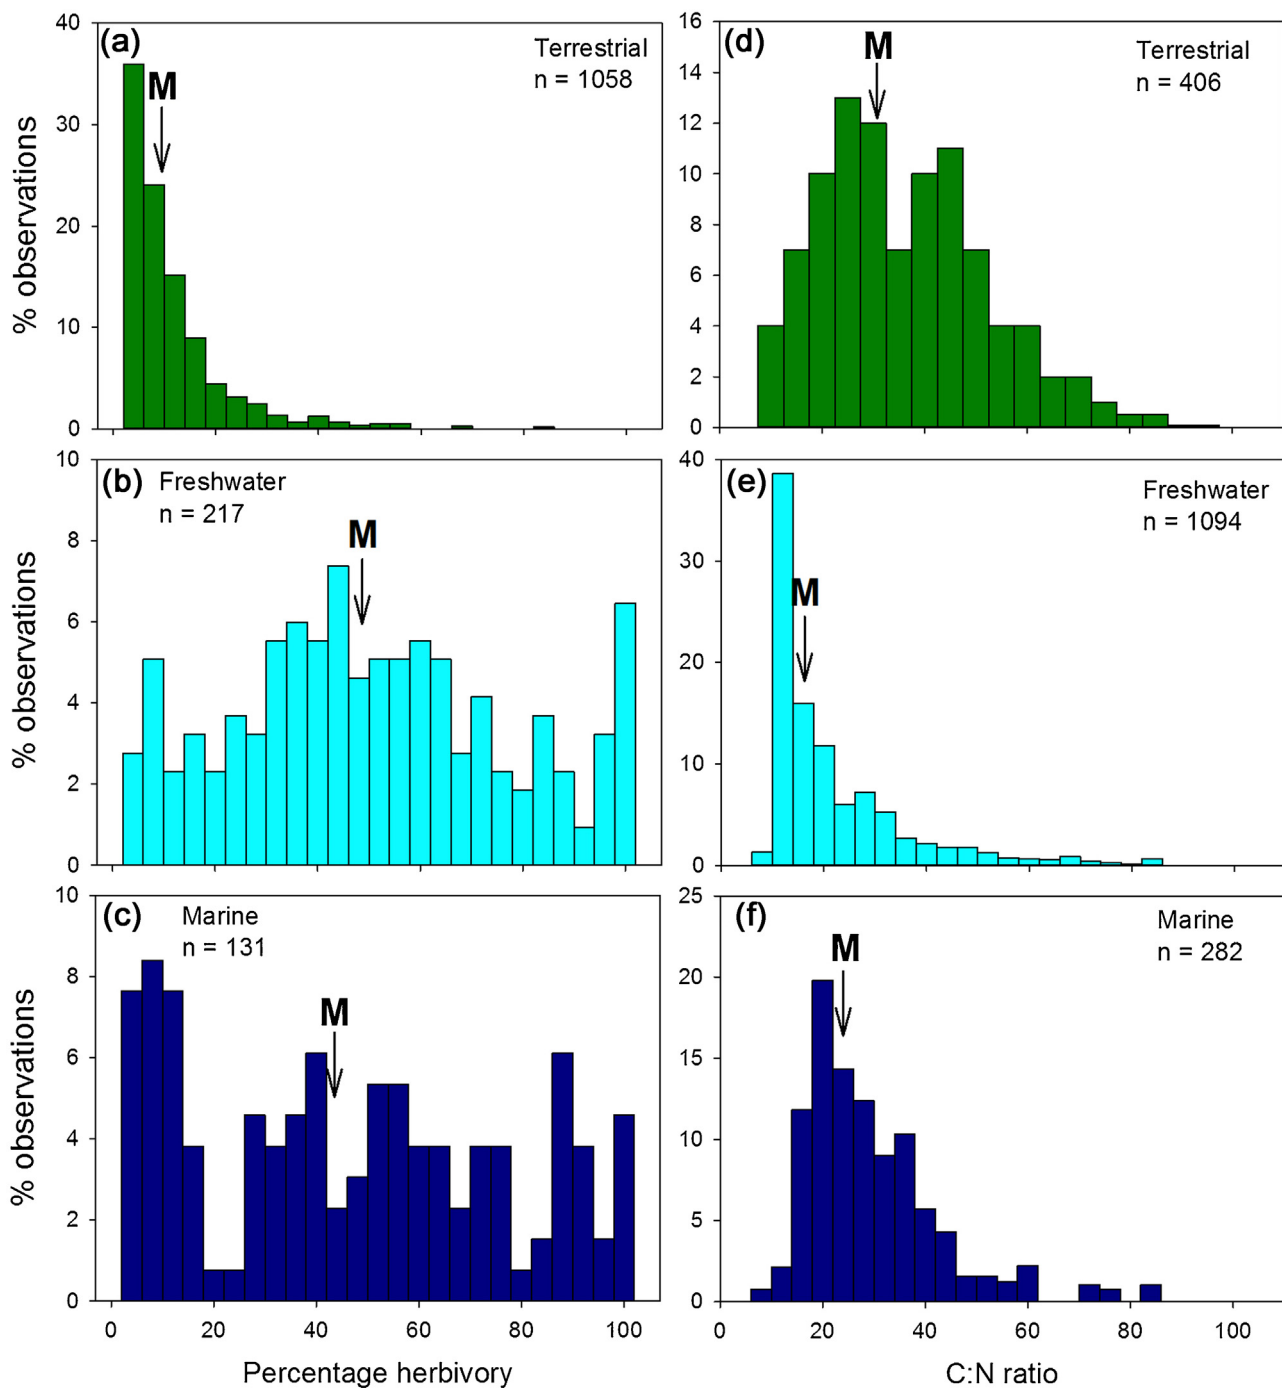 (a)
Terrestrial
n = 1058
M
% observations
40
30
20
10
0
(d)
Terrestrial
n = 406
M
16
14
12
10
8
6
4
2
0
(b)
Freshwater
n = 217
M
% observations
10
8
6
4
2
0
(e)
Freshwater
n = 1094
M
40
30
20
10
0
(c)
Marine
n = 131
M
% observations
10
8
6
4
2
0
0 20 40 60 80 100
Percentage herbivory
(f)
Marine
n = 282
M
25
20
15
10
5
0
0 20 40 60 80 100
C:N ratio